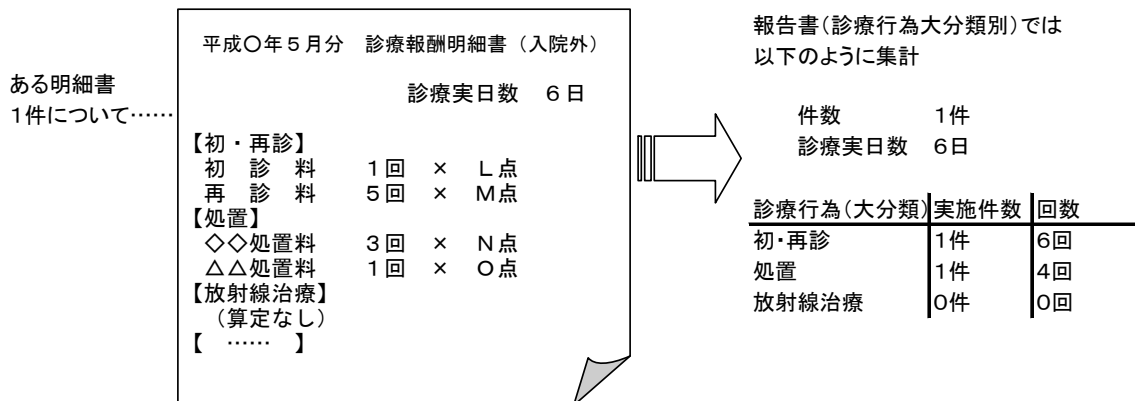 ある明細書
1件について……
平成〇年5月分　診療報酬明細書(入院外)
診療実日数　6日
【初・再診】
初　診　料　1回　×　L点
再　診　料　5回　×　M点
【処置】
◇◇処置料　3回　×　N点
△△処置料　1回　×　O点
【放射線治療】
(算定なし)
【　……　】
報告書(診療行為大分類別)では
以下のように集計
件数　1件
診療実日数　6日
診療行為(大分類)　実施件数　回数
初・再診　1件　6回
処置　1件　4回
放射線治療　0件　0回